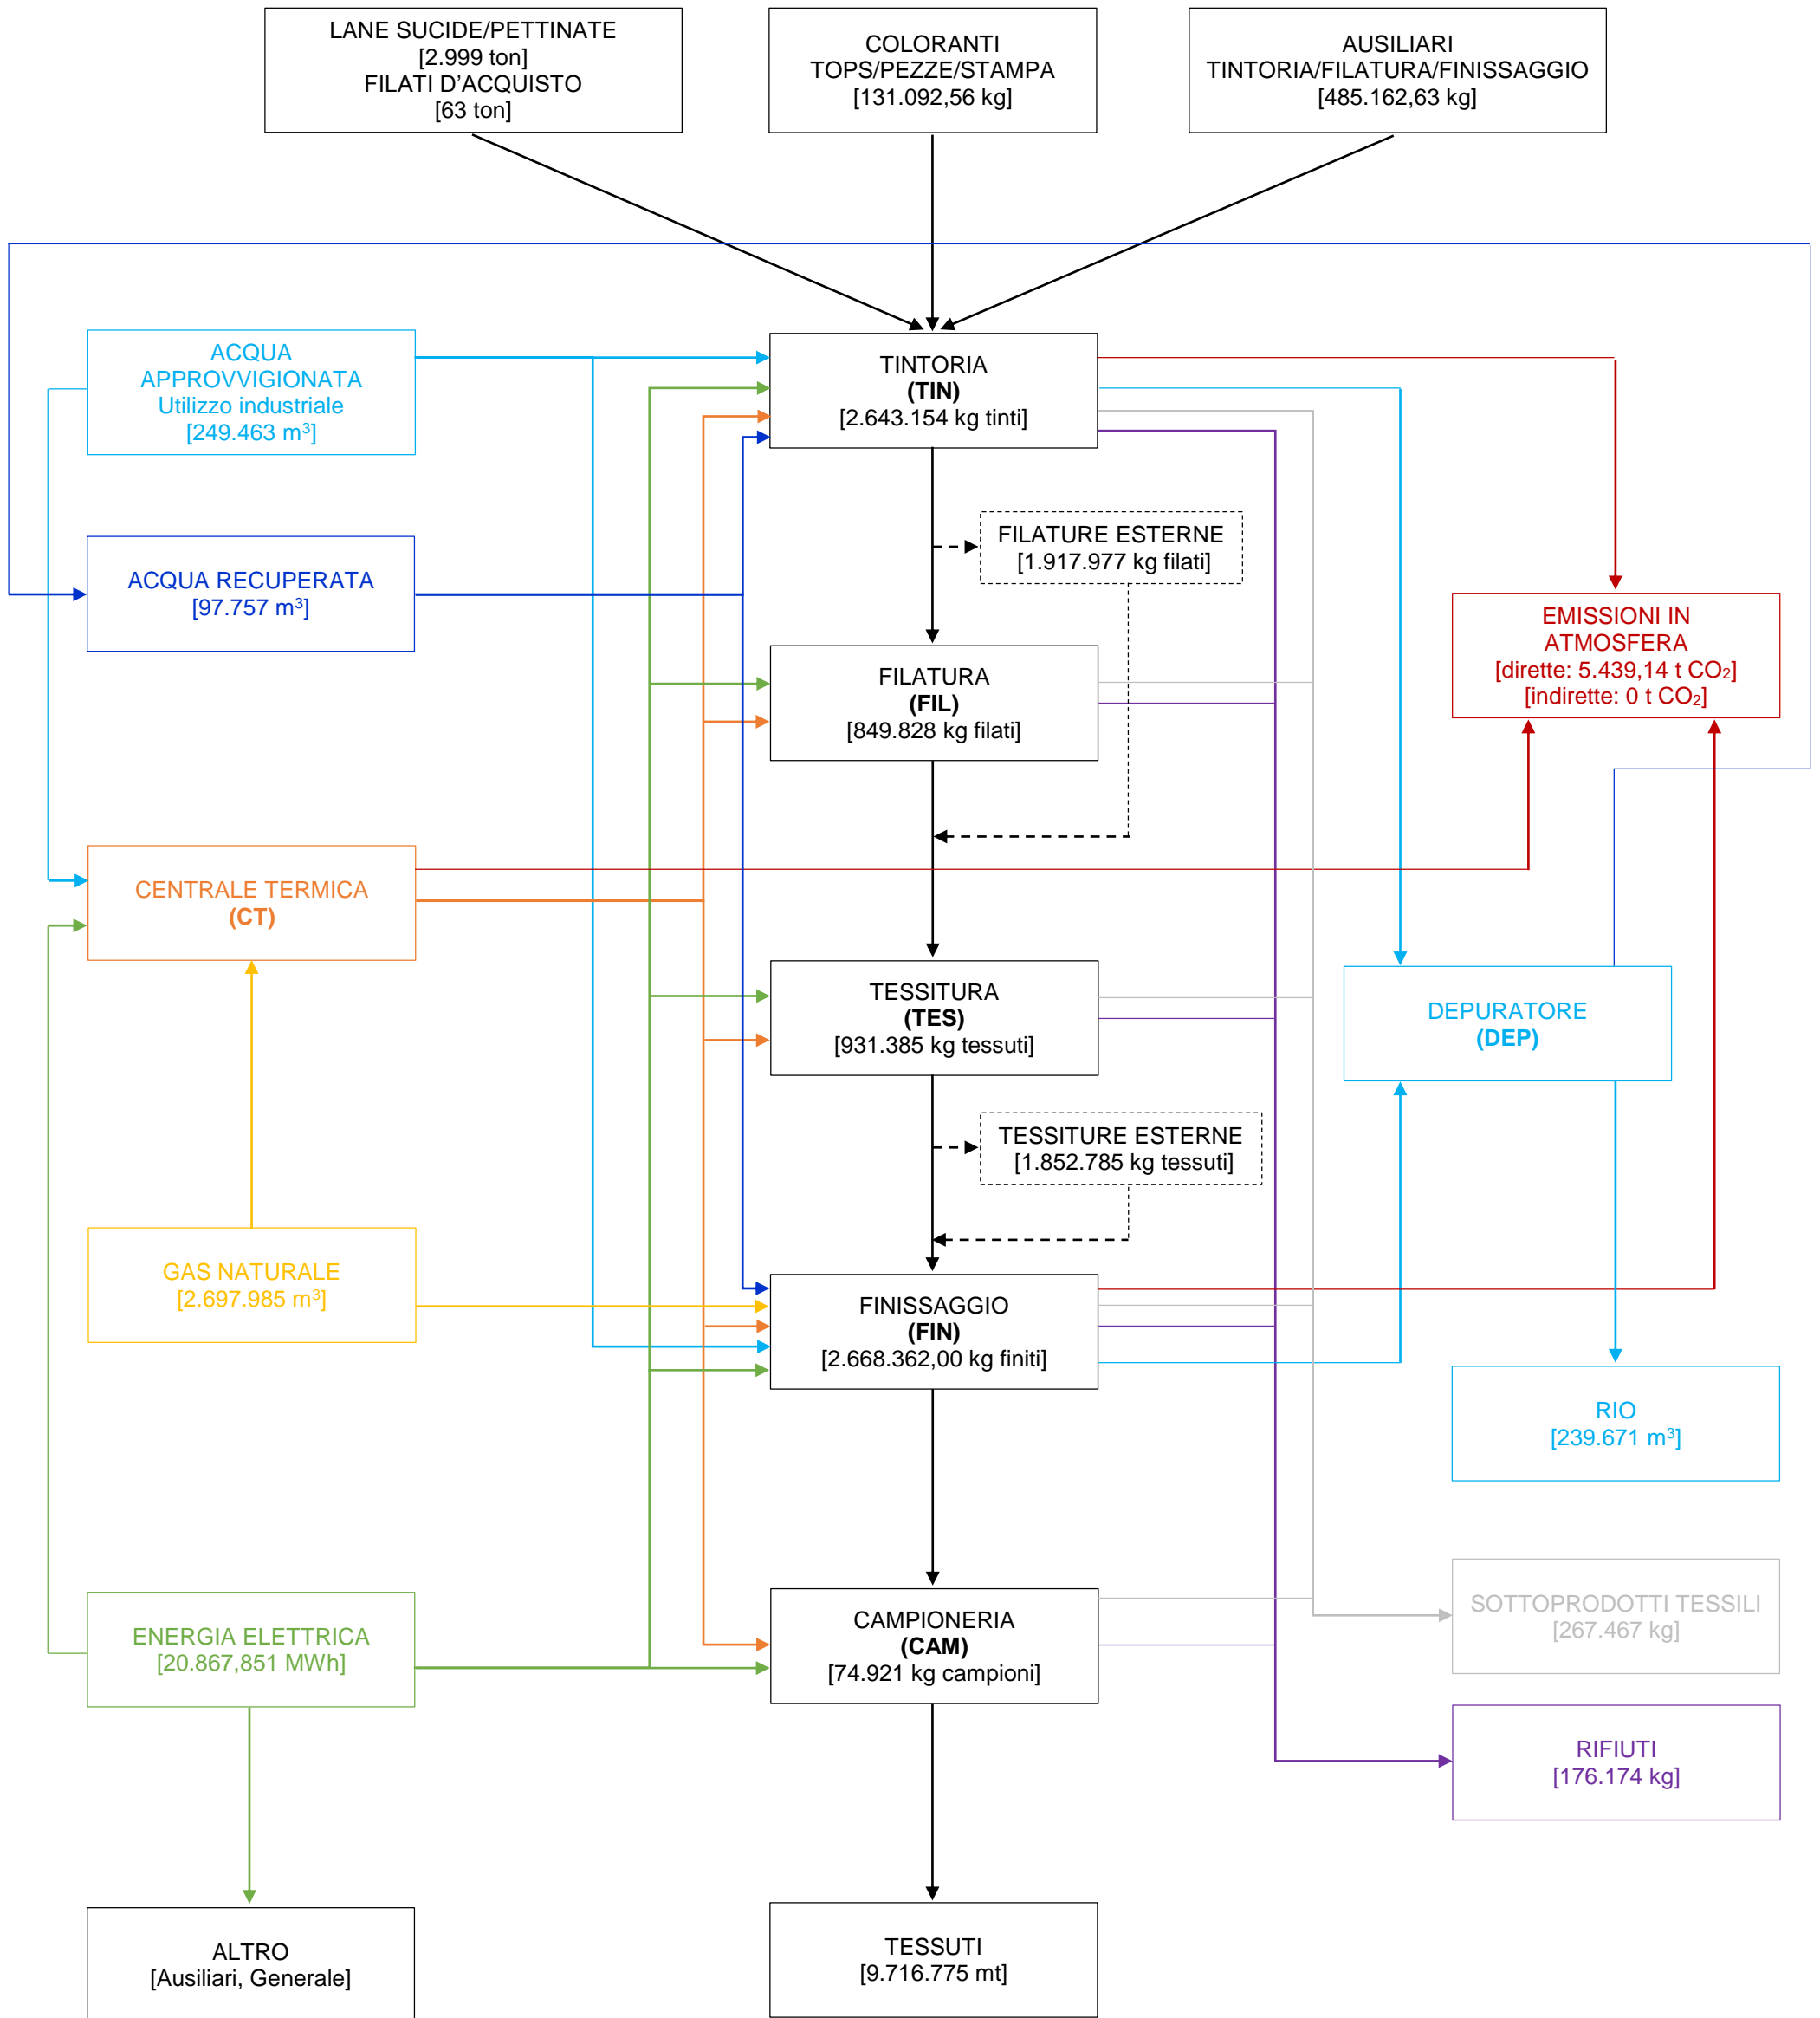 LANE SUCIDE/PETTINATE
[2.999 ton]
FILATI D'ACQUISTO
[63 ton]
COLORANTI
TOPS/PEZZE/STAMPA
[131.092,56 kg]
AUSILIARI
TINTORIA/FILATURA/FINISSAGGIO
[485.162,63 kg]
ACQUA
APPROVVIGIONATA
Utilizzo industriale
[249.463 m³]
TINTORIA
(TIN)
[2.643.154 kg tinti]
FILATURE ESTERNE
[1.917.977 kg filati]
ACQUA RECUPERATA
[97.757 m³]
EMISSIONI IN
ATMOSFERA
[dirette: 5.439,14 t CO₂]
[indirette: 0 t CO₂]
FILATURA
(FIL)
[849.828 kg filati]
CENTRALE TERMICA
(CT)
TESSITURA
(TES)
[931.385 kg tessuti]
DEPURATORE
(DEP)
TESSITURE ESTERNE
[1.852.785 kg tessuti]
GAS NATURALE
[2.697.985 m³]
FINISSAGGIO
(FIN)
[2.668.362,00 kg finiti]
RIO
[239.671 m³]
ENERGIA ELETTRICA
[20.867,851 MWh]
CAMPIONERIA
(CAM)
[74.921 kg campioni]
SOTTOPRODOTTI TESSILI
[267.467 kg]
RIFIUTI
[176.174 kg]
ALTRO
[Ausiliari, Generale]
TESSUTI
[9.716.775 mt]